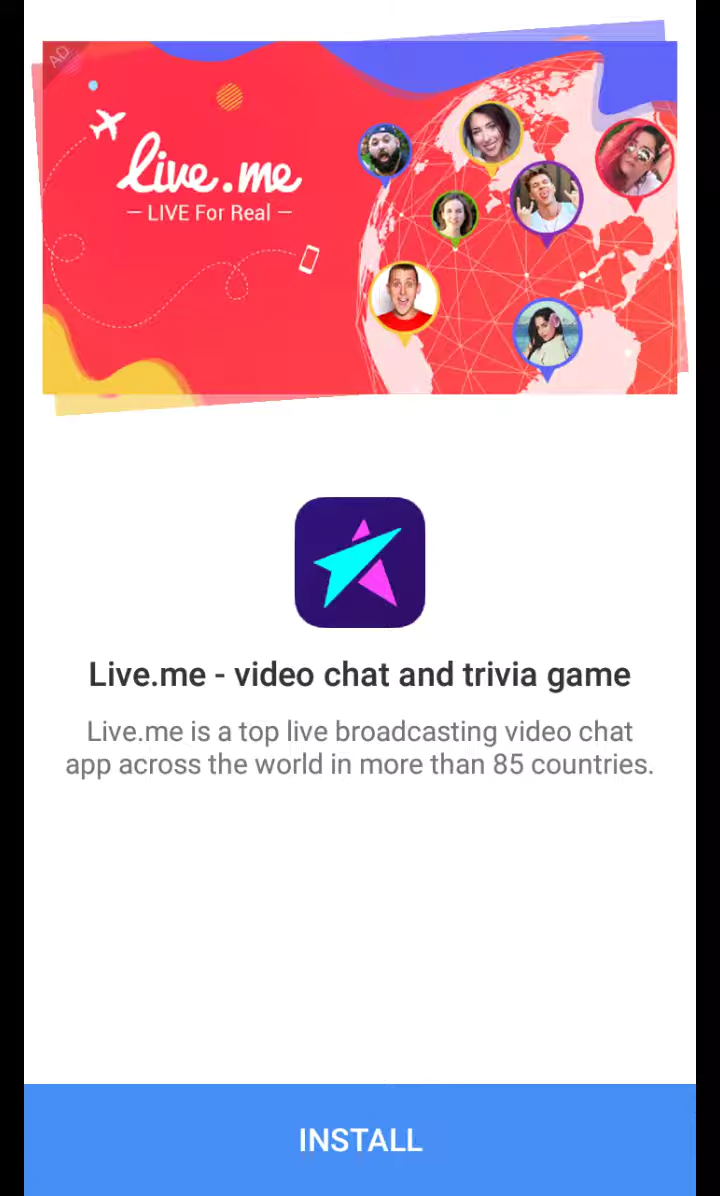 AD
live.me
— LIVE For Real —
Live.me - video chat and trivia game
Live.me is a top live broadcasting video chat
app across the world in more than 85 countries.
INSTALL